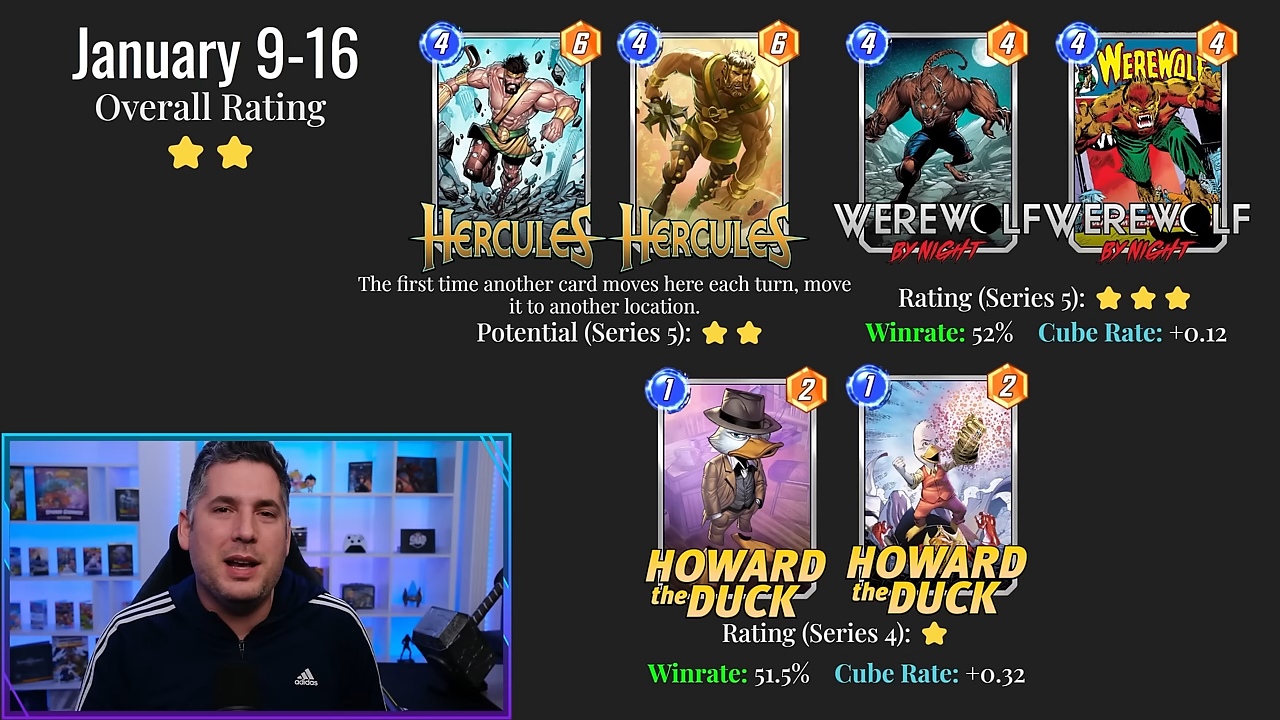 January 9-16
Overall Rating
4
6
HERCULES
4
6
HERCULES
The first time another card moves here each turn, move
it to another location.
Potential (Series 5):
4
4
WEREWOLF
BY NIGHT
4
4
WEREWOLF
WEREWOLF
BY NIGHT
Rating (Series 5):
Winrate: 52% Cube Rate: +0.12
1
2
HOWARD
the DUCK
1
2
HOWARD
the DUCK
Rating (Series 4):
Winrate: 51.5% Cube Rate: +0.32
adidas